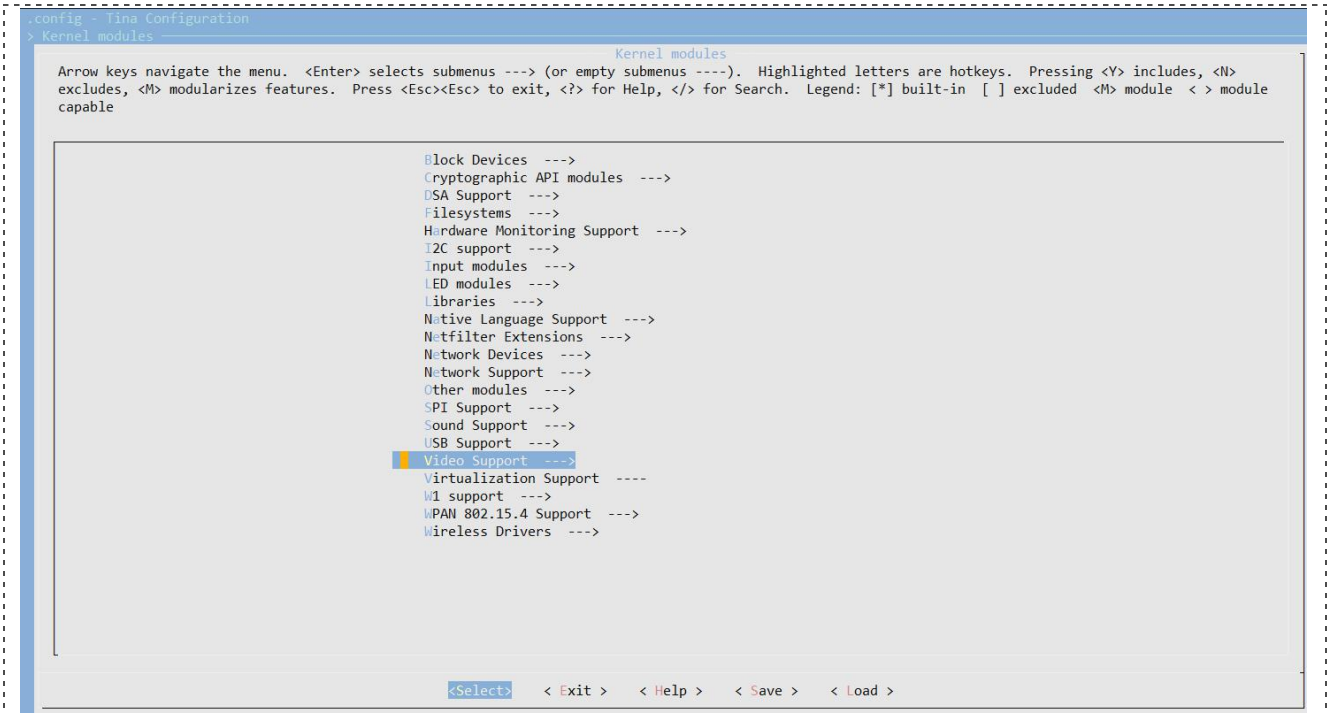 .config - Tina Configuration
> Kernel modules
Kernel modules
Arrow keys navigate the menu. <Enter> selects submenus ---> (or empty submenus ----). Highlighted letters are hotkeys. Pressing <Y> includes, <N>
excludes, <M> modularizes features. Press <Esc><Esc> to exit, <?> for Help, </> for Search. Legend: [*] built-in [ ] excluded <M> module < > module
capable
Block Devices --->
Cryptographic API modules --->
DSA Support --->
Filesystems --->
Hardware Monitoring Support --->
I2C support --->
Input modules --->
LED modules --->
Libraries --->
Native Language Support --->
Netfilter Extensions --->
Network Devices --->
Network Support --->
Other modules --->
SPI Support --->
Sound Support --->
USB Support --->
Video Support --->
Virtualization Support ----
W1 support --->
WPAN 802.15.4 Support --->
Wireless Drivers --->
<Select> < Exit > < Help > < Save > < Load >